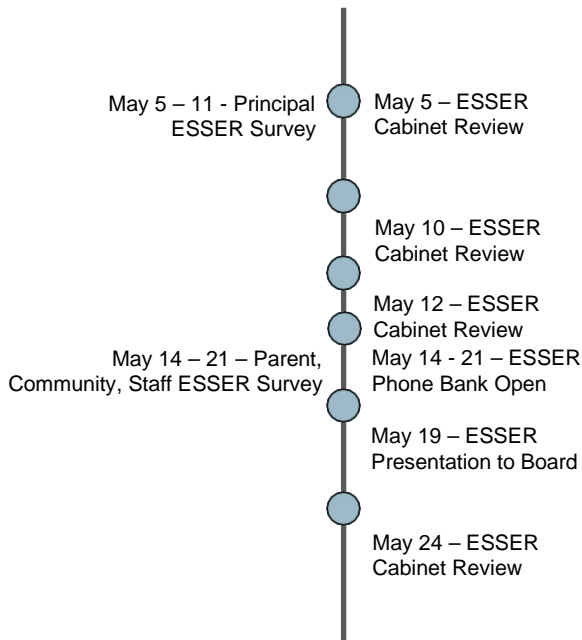 May 5 – 11 - Principal
ESSER Survey
May 5 – ESSER
Cabinet Review
May 10 – ESSER
Cabinet Review
May 12 – ESSER
Cabinet Review
May 14 – 21 – Parent,
Community, Staff ESSER Survey
May 14 - 21 – ESSER
Phone Bank Open
May 19 – ESSER
Presentation to Board
May 24 – ESSER
Cabinet Review